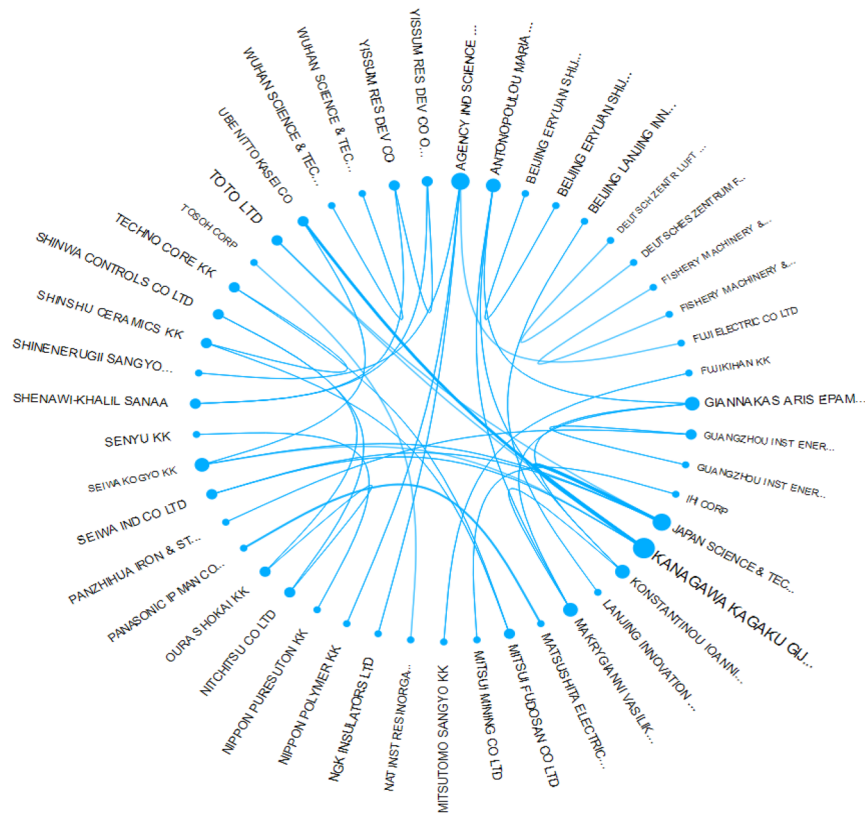 AGENCY IND SCIENCE ...
ANTONOPOULOU MARIA ...
BEIJING ERYUAN SHIJ...
BEIJING ERYUAN SHIJ...
BEIJING LANJING INN...
DEUTSCH ZENTR LUFT ...
DEUTSCHES ZENTRUM F...
FISHERY MACHINERY &...
FISHERY MACHINERY &...
FUJI ELECTRIC CO LTD
FUJIKIHAN KK
GIANNAKAS ARIS EPAM...
GUANGZHOU INST ENER...
GUANGZHOU INST ENER...
IHI CORP
JAPAN SCIENCE & TEC...
KANAGAWA KAGAKU GIJ...
KONSTANTINOU IOANNI...
LANJING INNOVATION ...
MAKRYGIANNI VASILIK...
MATSUSHITA ELECTRIC...
MITSUI FUDOSAN CO LTD
MITSUI MINING CO LTD
MITSUTOMO SANGYO KK
NAT INST RES INORGA...
NGK INSULATORS LTD
NIPPON POLYMER KK
NIPPON PURESUTON KK
NITCHITSU CO LTD
OURA SHOKAI KK
PANASONIC IP MAN CO...
PANZHIHUA IRON & ST...
SEIWA IND CO LTD
SEIWA KOGYO KK
SENYU KK
SHENAWI-KHALIL SANAA
SHINENERUGII SANGYO...
SHINSHU CERAMICS KK
SHINWA CONTROLS CO LTD
TECHNO CORE KK
TOSOH CORP
TOTO LTD
UBE NITTO KASEI CO
WUHAN SCIENCE & TEC...
WUHAN SCIENCE & TEC...
YISSUM RES DEV CO
YISSUM RES DEV CO O...